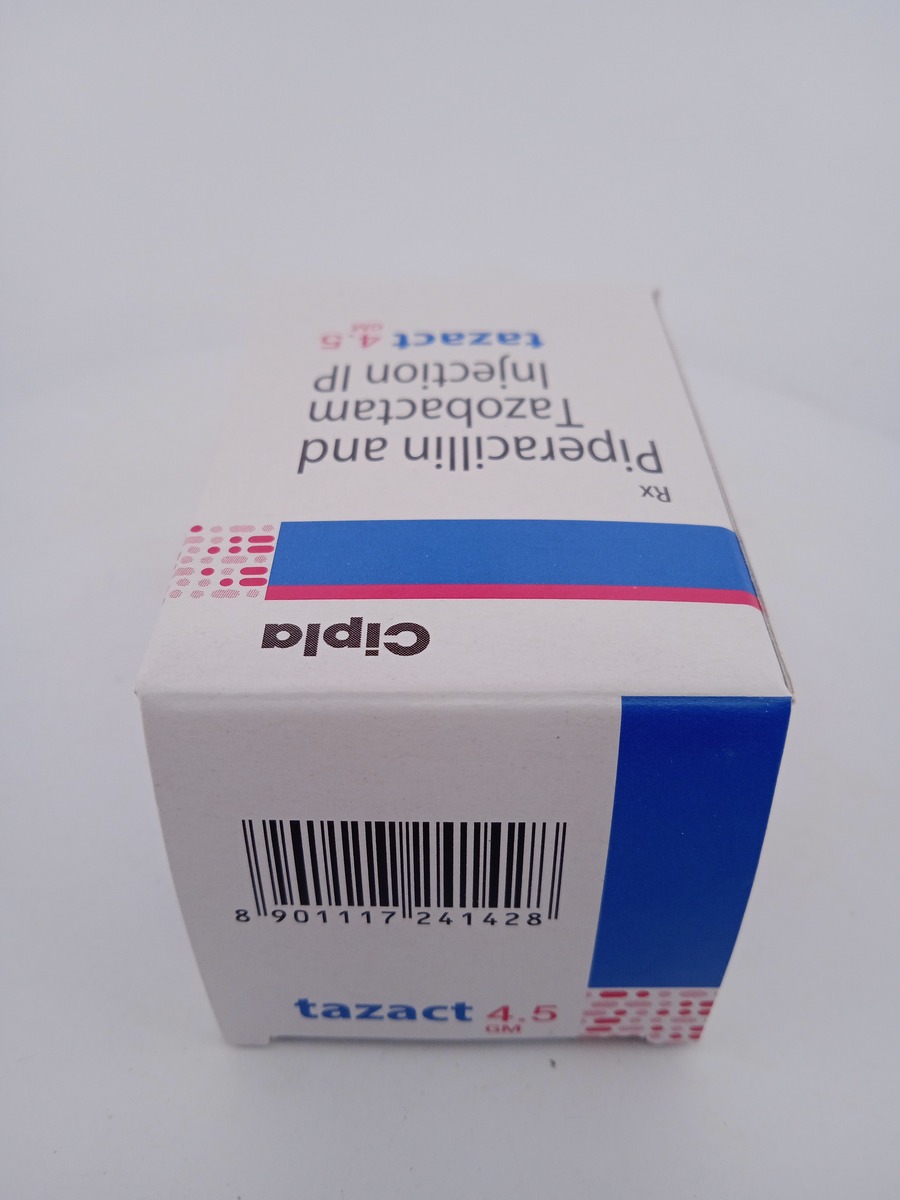 Rx
Piperacillin and
Tazobactam
Injection IP
tazact 4.5
GM
Cipla
8 901117 241428
tazact 4.5
GM